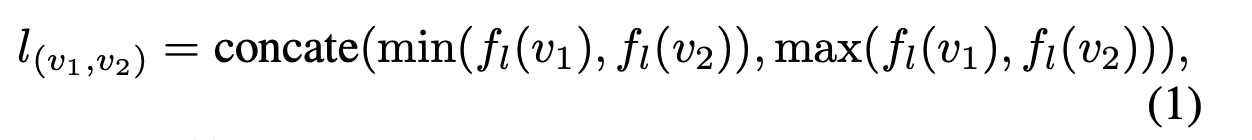 l_{(v_1,v_2)} = concate(min(f_l(v_1), f_l(v_2)), max(f_l(v_1), f_l(v_2))),
(1)